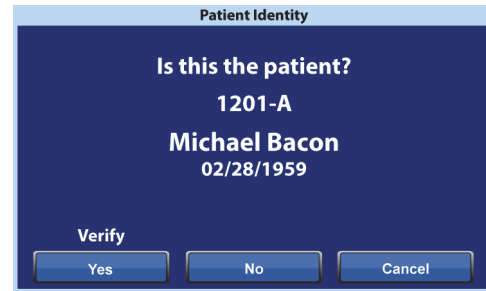 Patient Identity
Is this the patient?
1201-A
Michael Bacon
02/28/1959
Verify
Yes No Cancel